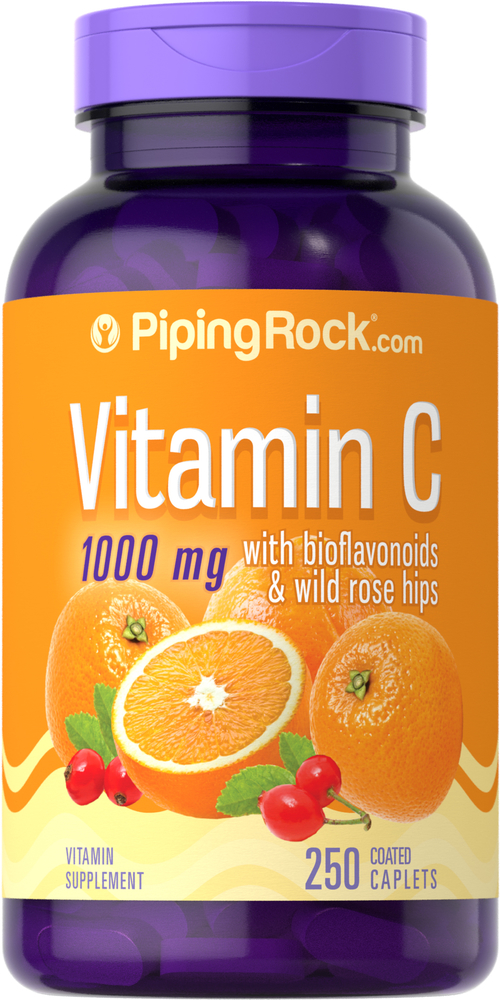 PipingRock.com®
Vitamin C
1000 mg with bioflavonoids
& wild rose hips
VITAMIN
SUPPLEMENT
250 COATED
CAPLETS